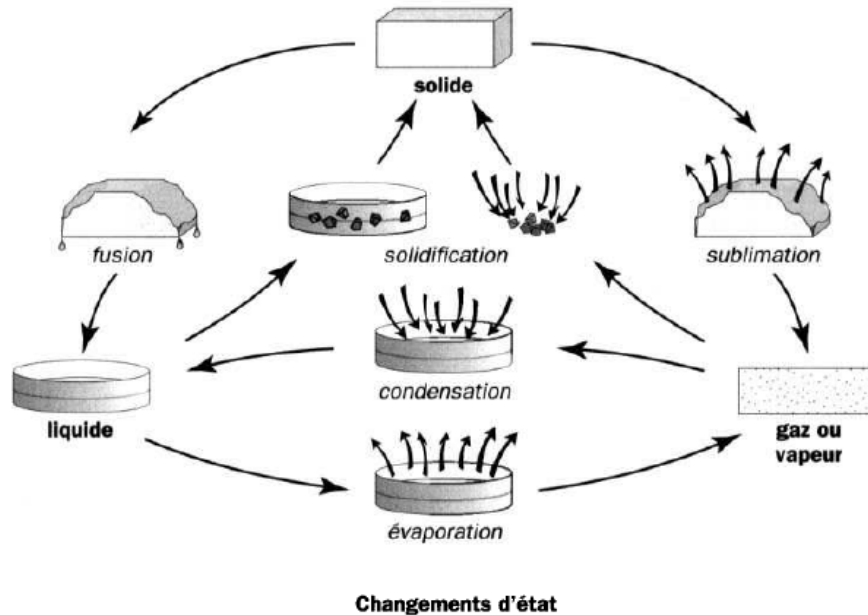 solide
fusion
solidification
sublimation
condensation
liquide
gaz ou
vapeur
évaporation
Changements d'état